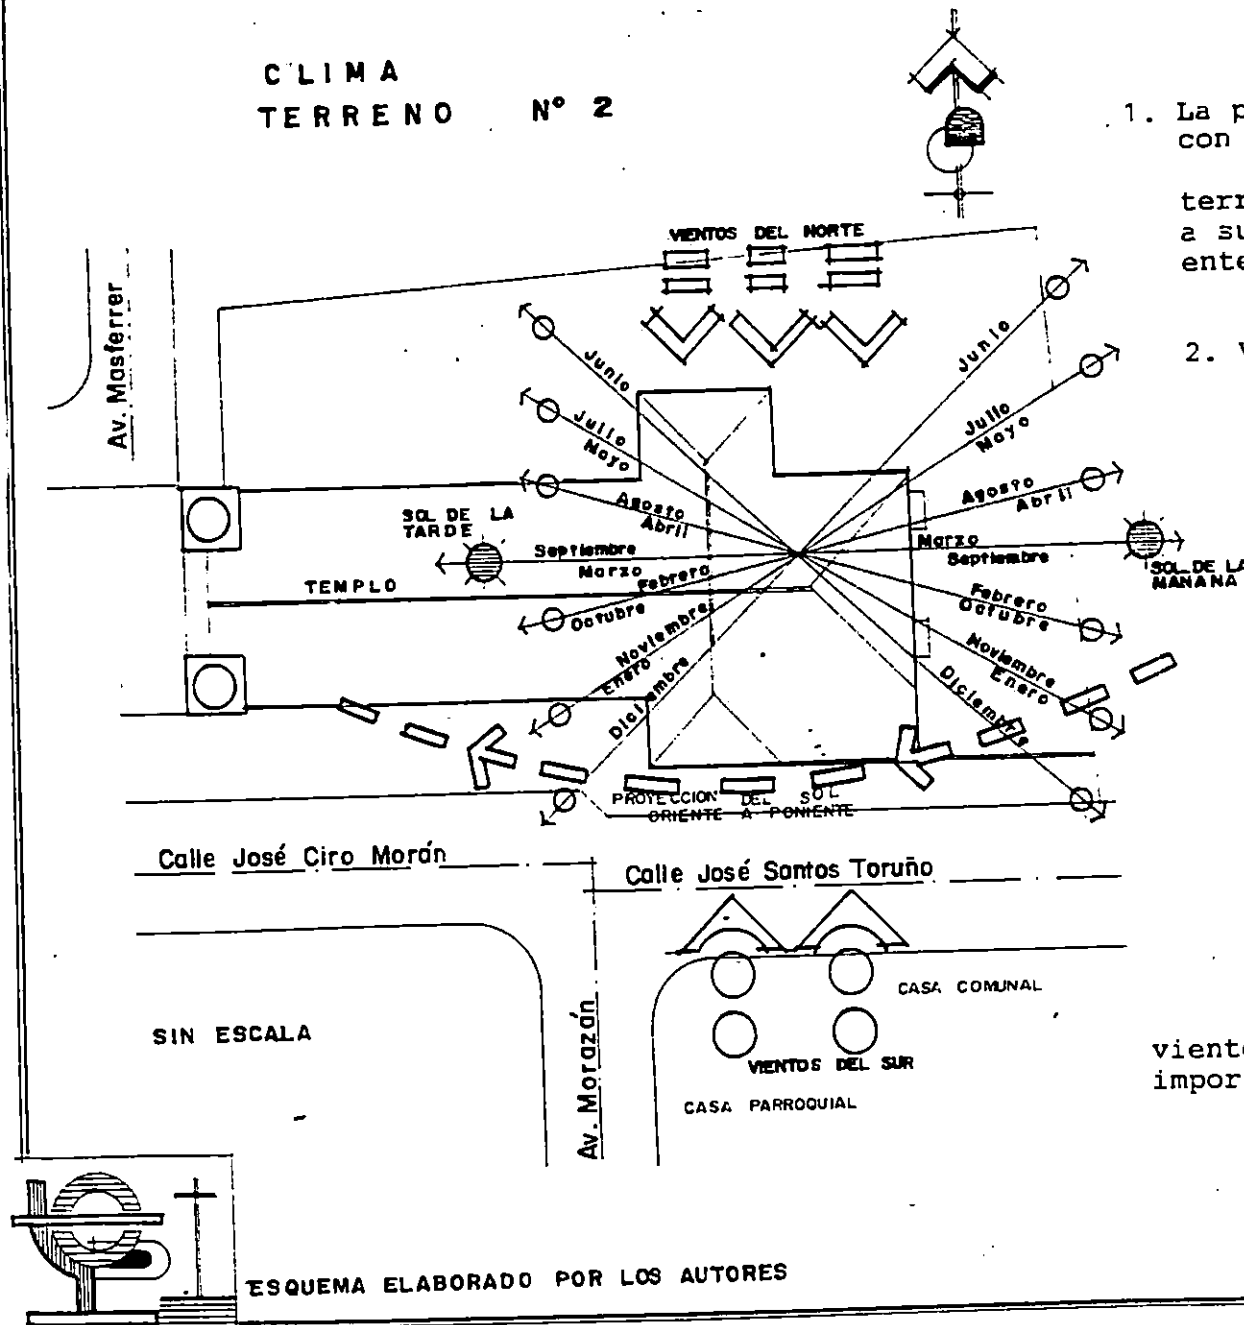 CLIMA
TERRENO N° 2
1. La p
con
terr
a su
ente
2. V
VIENTOS DEL NORTE
Av. Masferrer
Junio
Junio
Julio
Mayo
Julio
Mayo
Agosto
Abril
Agosto
Abril
SOL DE LA
TARDE
Septiembre
Marzo
Marzo
Septiembre
SOL DE LA
MANANA
TEMPLO
Febrero
Octubre
Febrero
Octubre
Noviembre
Enero
Noviembre
Enero
Diciembre
Diciembre
PROYECCION DEL SOL
ORIENTE A PONIENTE
Calle José Ciro Morán
Calle José Santos Toruño
CASA COMUNAL
SIN ESCALA
Av. Morazán
VIENTOS DEL SUR
CASA PARROQUIAL
viento
impor
ESQUEMA ELABORADO POR LOS AUTORES